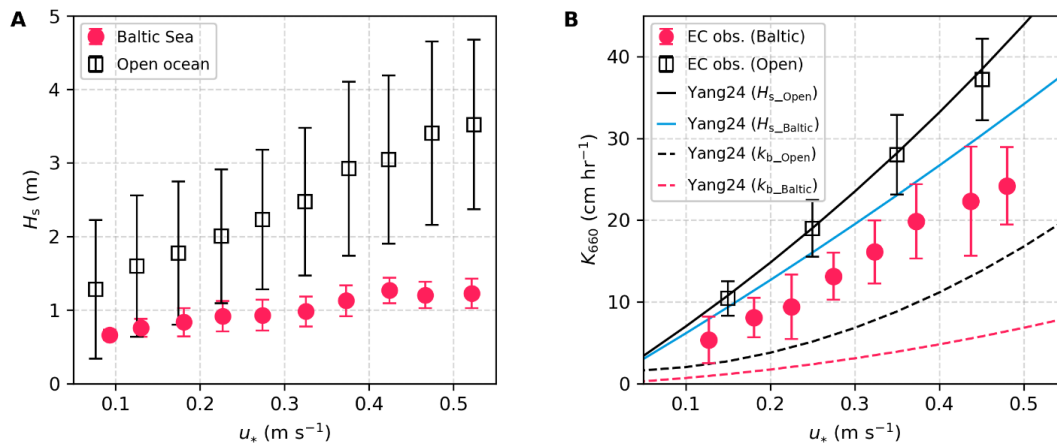 A
5
4
3
2
1
0
Hs (m)
Baltic Sea
Open ocean
0.1 0.2 0.3 0.4 0.5
u* (m s−1)
B
40
30
20
10
0
K660 (cm hr−1)
EC obs. (Baltic)
EC obs. (Open)
Yang24 (Hs_Open)
Yang24 (Hs_Baltic)
Yang24 (kb_Open)
Yang24 (kb_Baltic)
0.1 0.2 0.3 0.4 0.5
u* (m s−1)